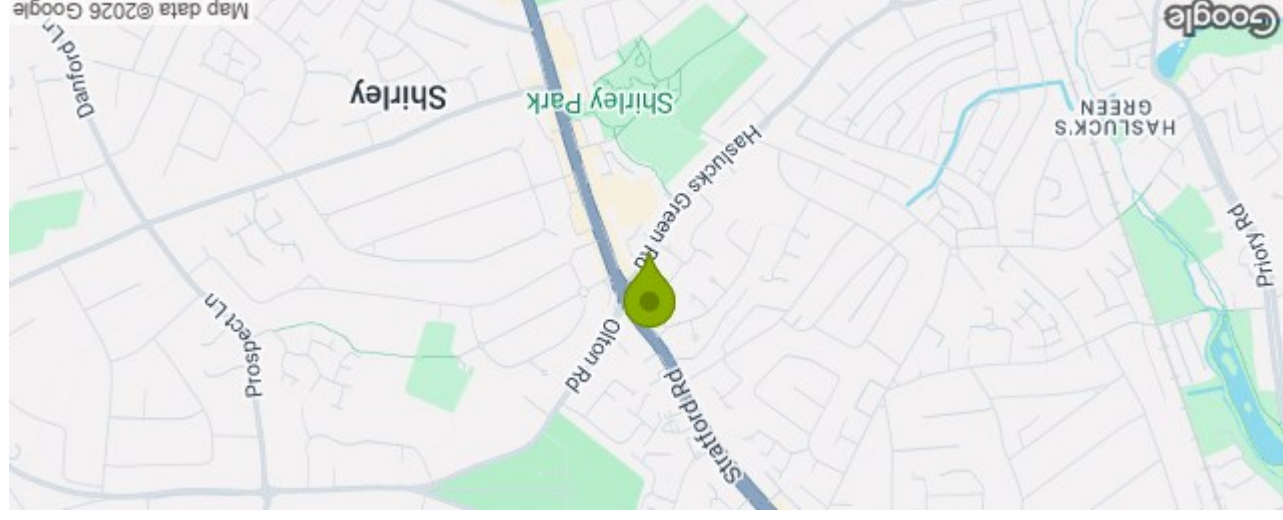 Stratford Rd
Olton Rd
Prospect Ln
Priory Rd
Haslucks Green Rd
HASLUCK'S
GREEN
Shirley Park
Shirley
Danford Ln
Google
Map data ©2026 Google